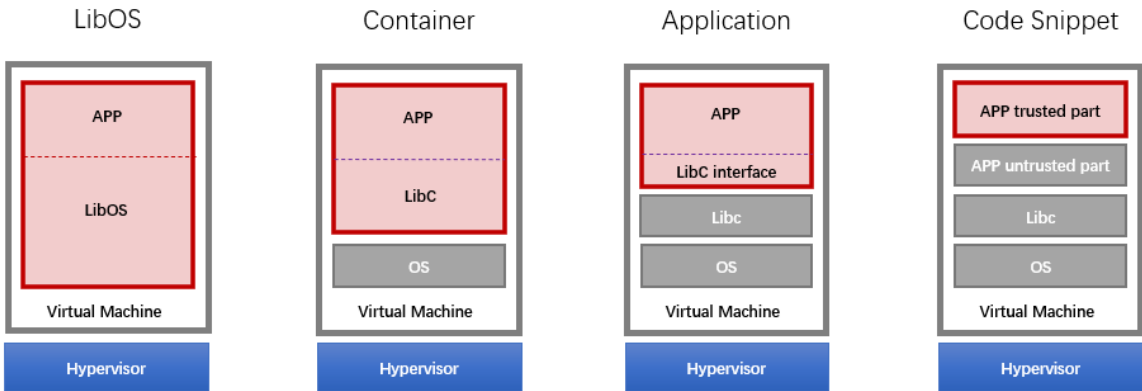 LibOS
APP
LibOS
Virtual Machine
Hypervisor
Container
APP
LibC
OS
Virtual Machine
Hypervisor
Application
APP
LibC interface
Libc
OS
Virtual Machine
Hypervisor
Code Snippet
APP trusted part
APP untrusted part
Libc
OS
Virtual Machine
Hypervisor